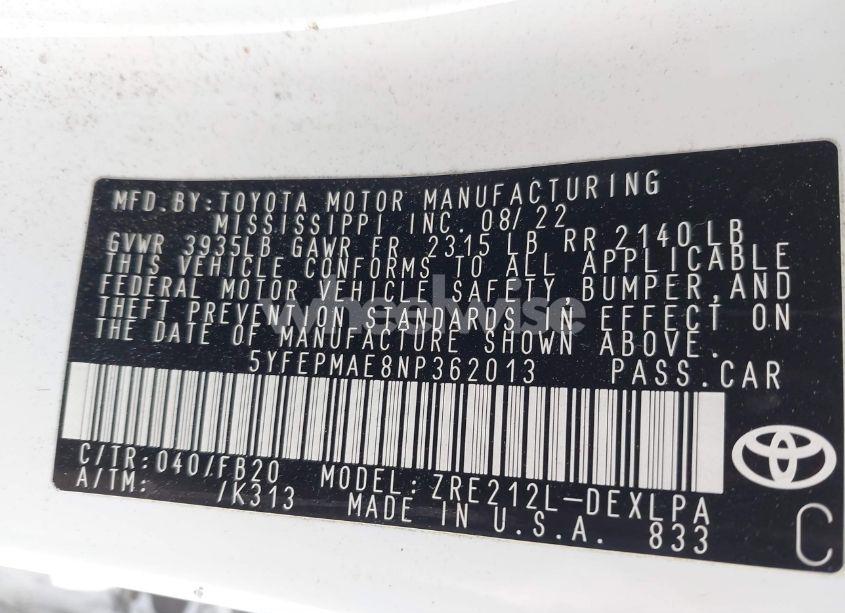 MFD.BY:TOYOTA MOTOR MANUFACTURING
MISSISSIPPI INC. 08/22
GVWR 3935LB GAWR FR 2315 LB RR 2140LB
THIS VEHICLE CONFORMS TO ALL APPLICABLE
FEDERAL MOTOR VEHICLE SAFETY, BUMPER, AND
THEFT PREVENTION STANDARDS IN EFFECT ON
THE DATE OF MANUFACTURE SHOWN ABOVE.
wheelwise
5YFEPMAE8NP362013 PASS.CAR
C/TR:040/FB20 MODEL:ZRE212L-DEXLPA
A/TM: /K313 MADE IN U.S.A. 833
C